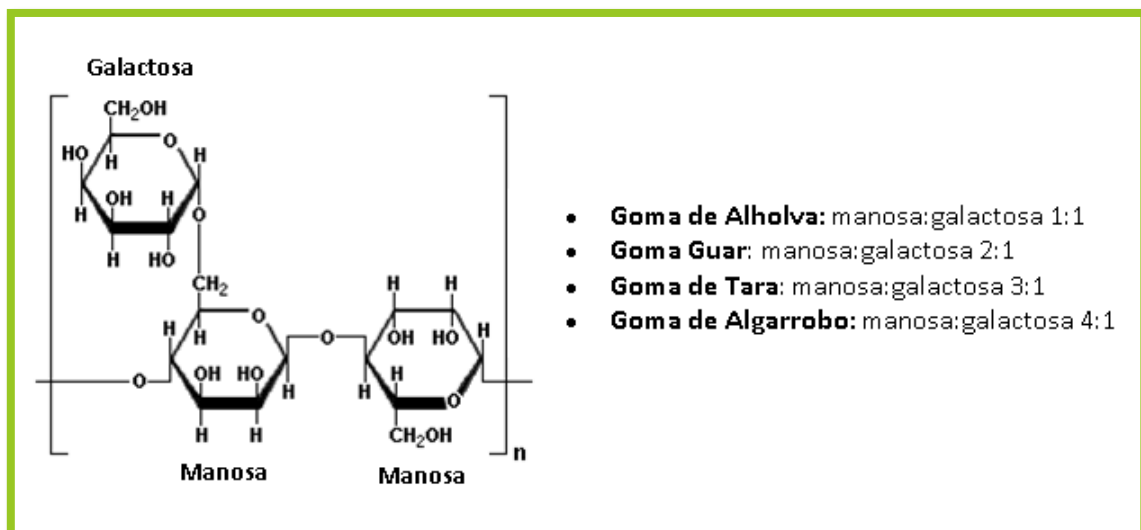 Galactosa
CH₂OH
O
HO
H
H
OH
H
H
O
H
HO
CH₂
H
H
H
O
O
OH
HO
H
O
H
OH
HO
H
O
H
H
CH₂OH
n
Manosa
Manosa
• Goma de Alholva: manosa:galactosa 1:1
• Goma Guar: manosa:galactosa 2:1
• Goma de Tara: manosa:galactosa 3:1
• Goma de Algarrobo: manosa:galactosa 4:1